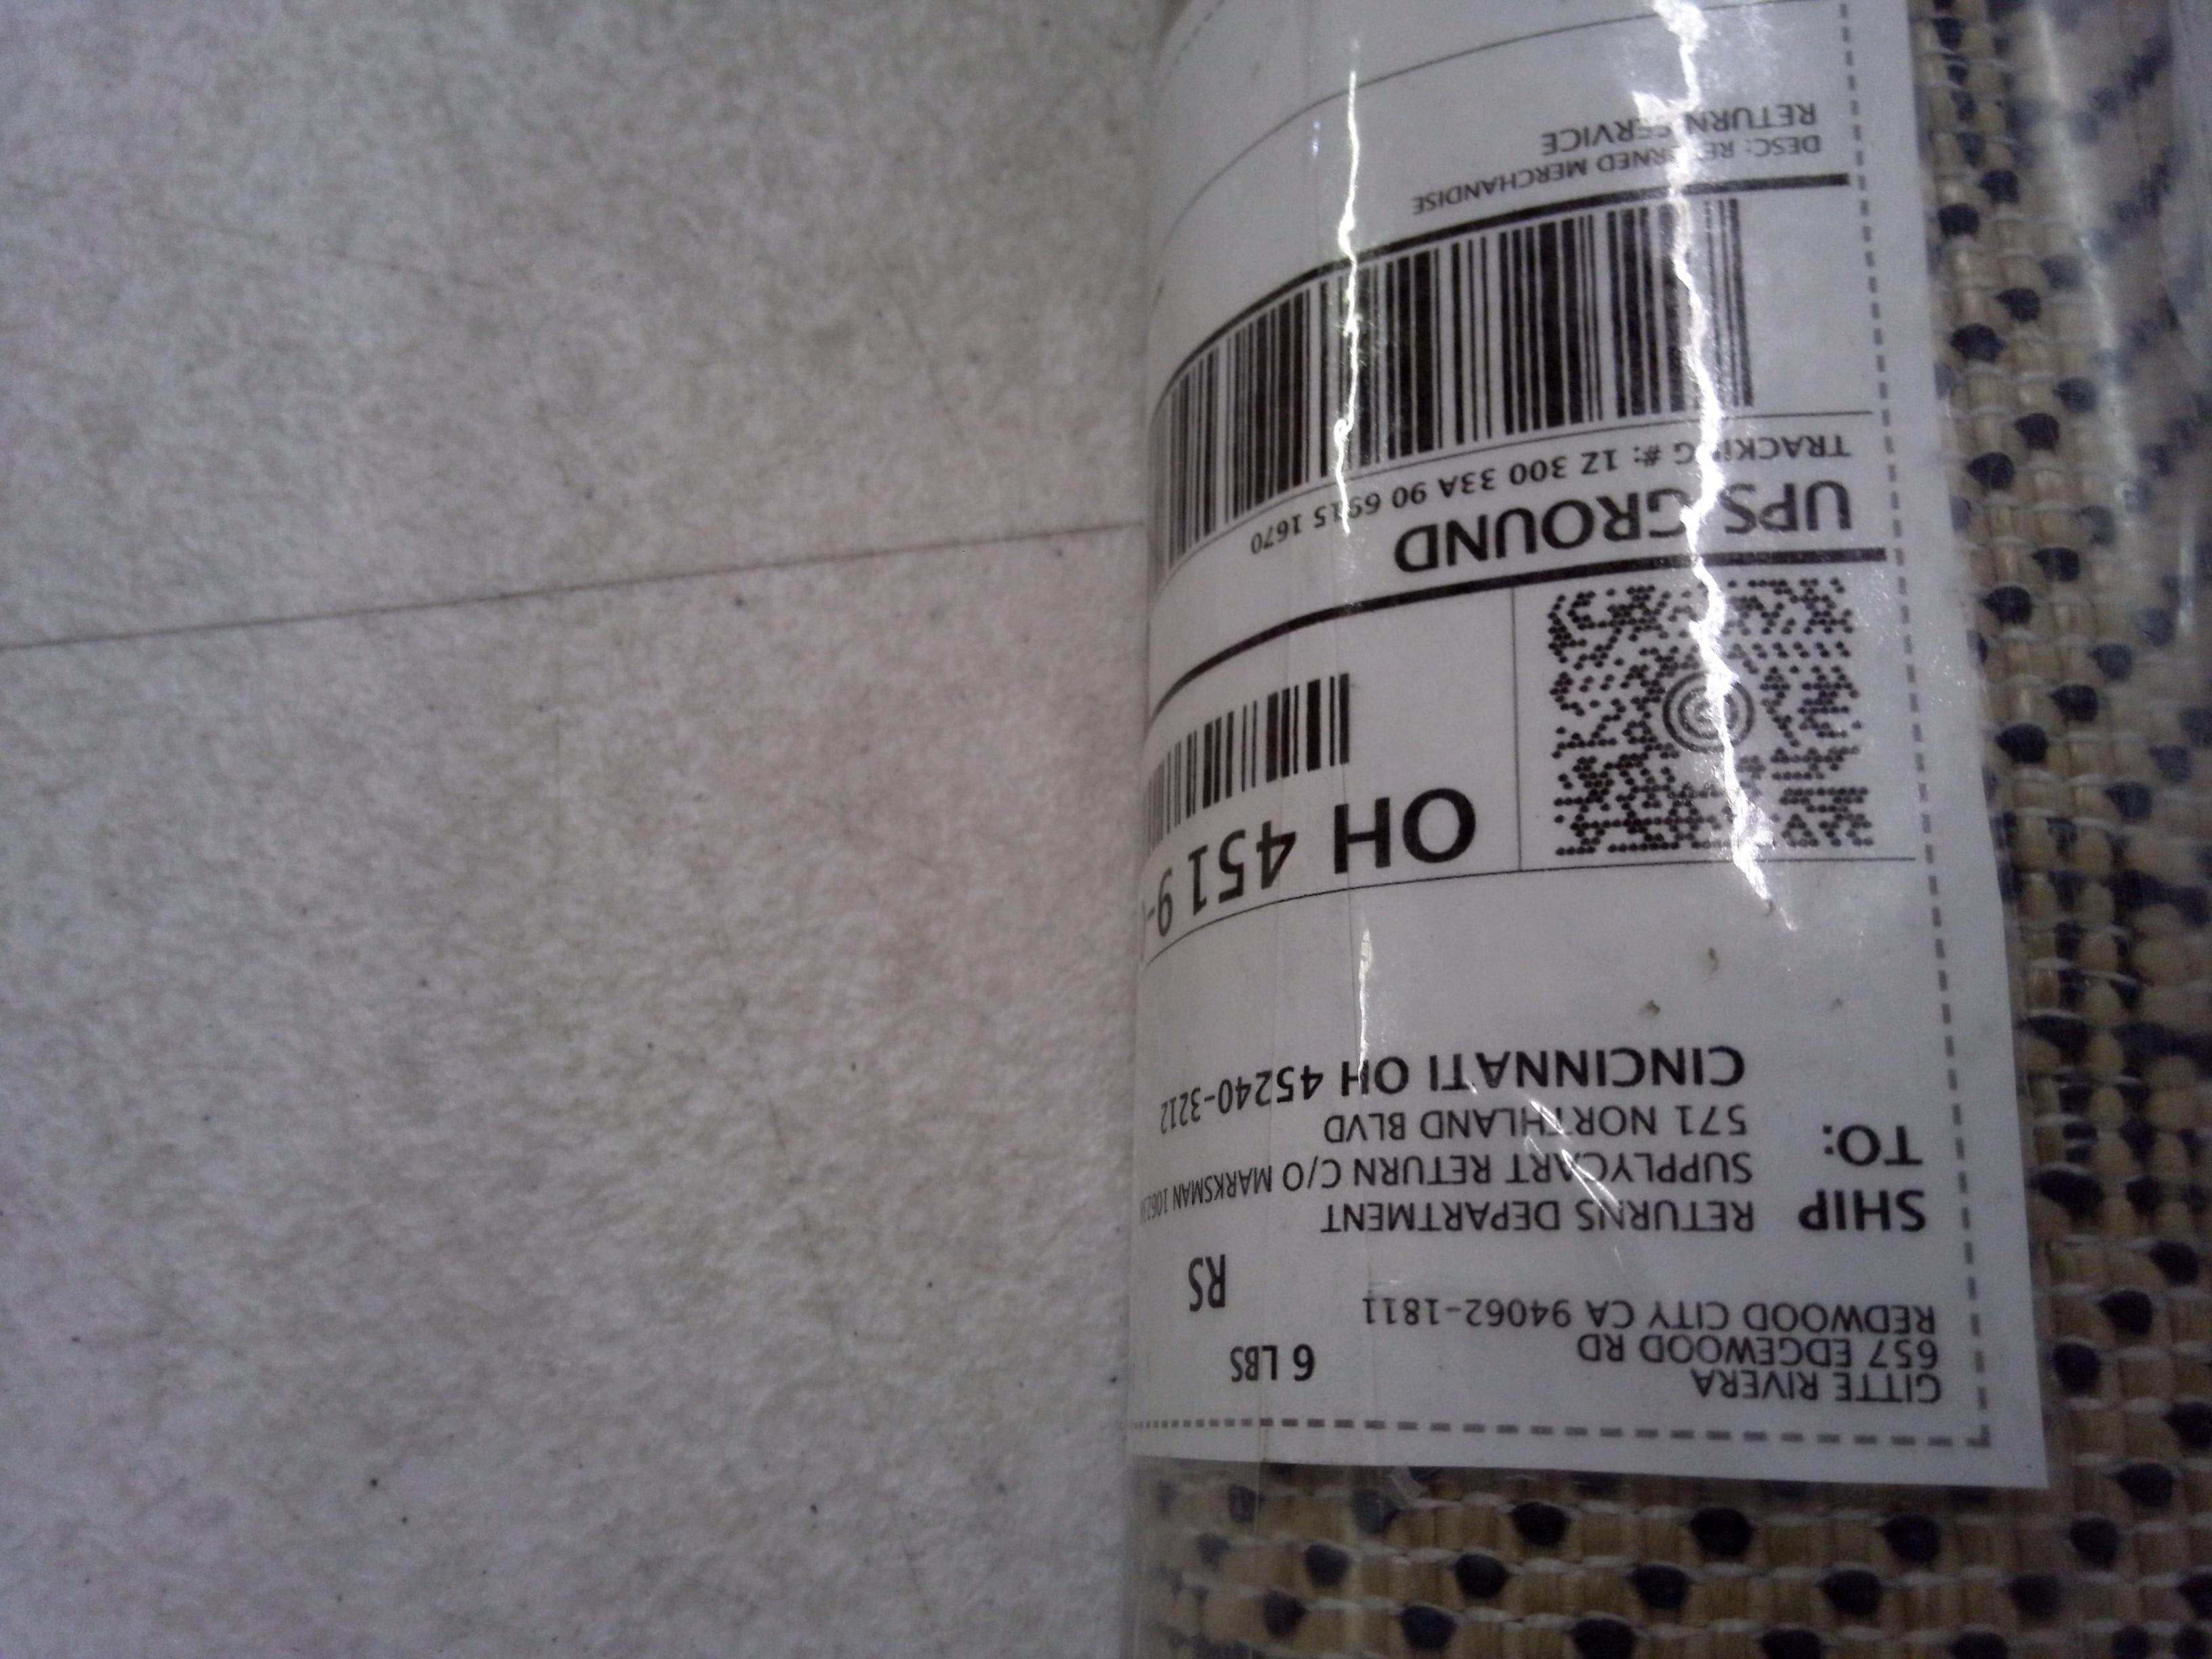 GITTE RIVERA
657 EDGEWOOD RD
REDWOOD CITY CA 94062-1811
6 LBS
RS
SHIP TO:
RETURNS DEPARTMENT
SUPPLYCART RETURN C/O MARKSMAN
571 NORTHLAND BLVD
CINCINNATI OH 45240-3212
OH 451 9-
UPS GROUND
TRACKING #: 1Z 300 33A 90 6915 1670
DESC: RETURNED MERCHANDISE
RETURN SERVICE